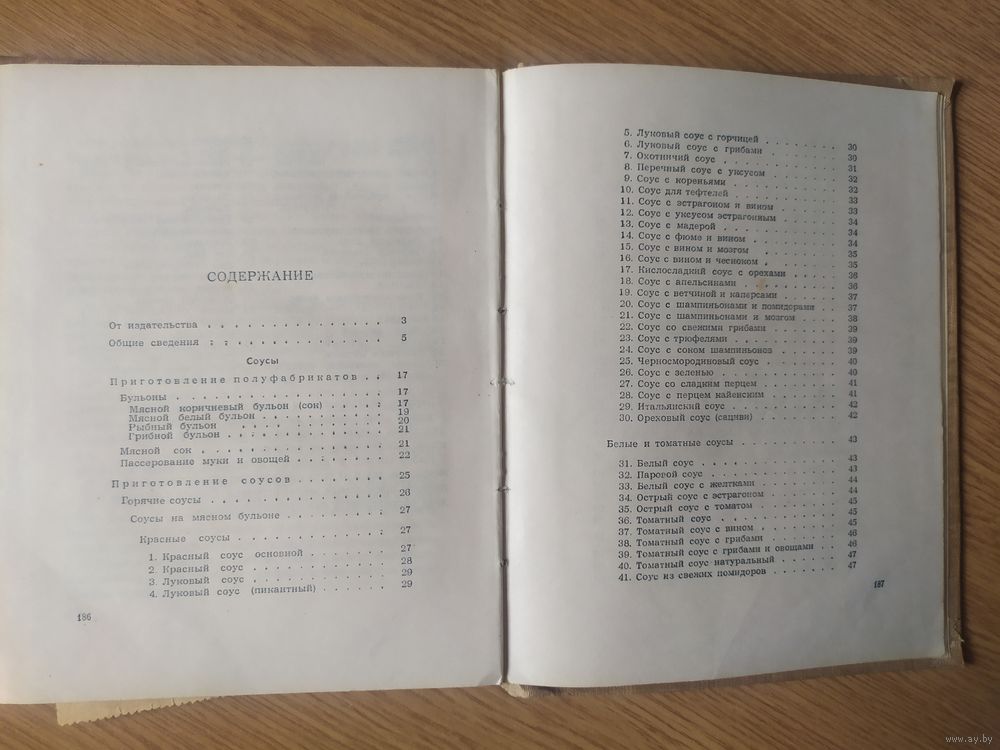 СОДЕРЖАНИЕ
От издательства . . . . . . . . . . . . . . 3
Общие сведения : : . . . . . . . . . . . . 5
Соусы
Приготовление полуфабрикатов . . 17
Бульоны . . . . . . . . . . . . . . . . 17
Мясной коричневый бульон (сок) . . . . . 17
Мясной белый бульон . . . . . . . . . 19
Рыбный бульон . . . . . . . . . . . 20
Грибной бульон . . . . . . . . . . . 21
Мясной сок . . . . . . . . . . . . . . 21
Пассерование муки и овощей . . . . . . . . 22
Приготовление соусов . . . . . . . 25
Горячие соусы . . . . . . . . . . . . . . 26
Соусы на мясном бульоне . . . . . . . . 27
Красные соусы . . . . . . . . . . . 27
1. Красный соус основной . . . . . . . 27
2. Красный соус . . . . . . . . . . . 28
3. Луковый соус . . . . . . . . . . . 29
4. Луковый соус (пикантный) . . . . . . 29
186
5. Луковый соус с горчицей . . . . . . . 30
6. Луковый соус с грибами . . . . . . . 30
7. Охотничий соус . . . . . . . . . . 31
8. Перечный соус с уксусом . . . . . . . 32
9. Соус с кореньями . . . . . . . . . 32
10. Соус для тефтелей . . . . . . . . . 33
11. Соус с эстрагоном и вином . . . . . . 33
12. Соус с уксусом эстрагонным . . . . . . 34
13. Соус с мадерой . . . . . . . . . . 34
14. Соус с фюме и вином . . . . . . . . 34
15. Соус с вином и мозгом . . . . . . . 35
16. Соус с вином и чесноком . . . . . . . 35
17. Кислосладкий соус с орехами . . . . . 36
18. Соус с апельсинами . . . . . . . . 36
19. Соус с ветчиной и каперсами . . . . . 37
20. Соус с шампиньонами и помидорами . . 37
21. Соус с шампиньонами и мозгом . . . . 38
22. Соус со свежими грибами . . . . . . . 39
23. Соус с трюфелями . . . . . . . . . 39
24. Соус с соком шампиньонов . . . . . . 39
25. Черносмородиновый соус . . . . . . . 40
26. Соус с зеленью . . . . . . . . . . 40
27. Соус со сладким перцем . . . . . . . 41
28. Соус с перцем кайенским . . . . . . . 41
29. Итальянский соус . . . . . . . . . 42
30. Ореховый соус (сациви) . . . . . . . 42
Белые и томатные соусы . . . . . . . . . 43
31. Белый соус . . . . . . . . . . . . 43
32. Паровой соус . . . . . . . . . . . 43
33. Белый соус с желтками . . . . . . . 44
34. Острый соус с эстрагоном . . . . . . . 44
35. Острый соус с томатом . . . . . . . . 45
36. Томатный соус . . . . . . . . . . . 45
37. Томатный соус с вином . . . . . . . . 45
38. Томатный соус с грибами . . . . . . . 46
39. Томатный соус с грибами и овощами . . 46
40. Томатный соус натуральный . . . . . . 47
41. Соус из свежих помидоров . . . . . . . 47
187
www.ay.by